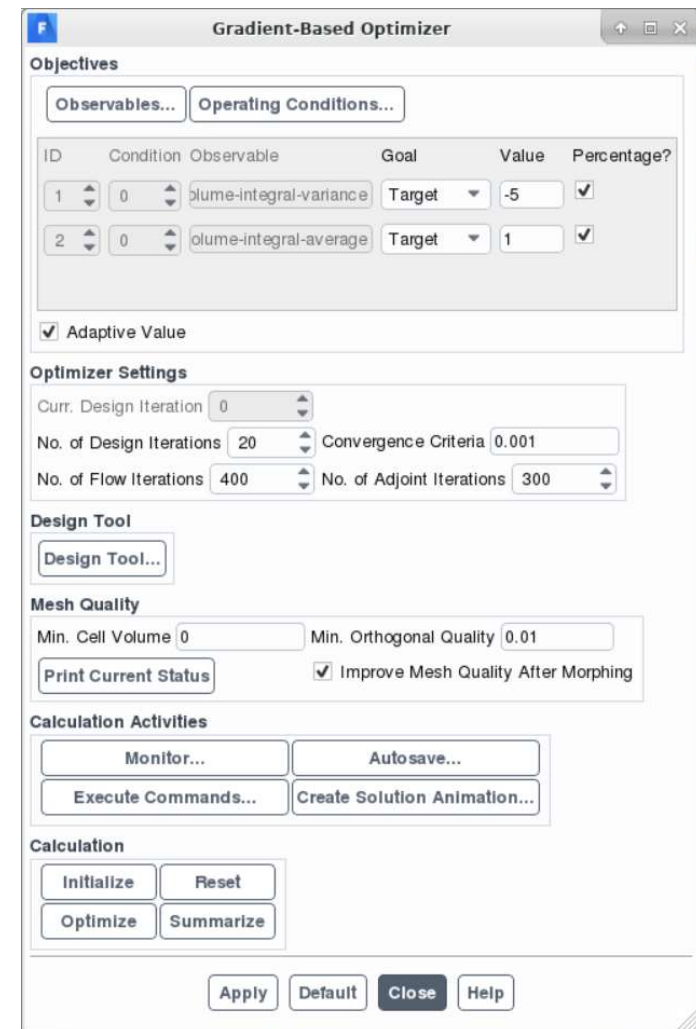 F
Gradient-Based Optimizer
Objectives
Observables... Operating Conditions...
ID Condition Observable Goal Value Percentage?
1 0 olume-integral-variance Target -5
2 0 olume-integral-average Target 1
Adaptive Value
Optimizer Settings
Curr. Design Iteration 0
No. of Design Iterations 20 Convergence Criteria 0.001
No. of Flow Iterations 400 No. of Adjoint Iterations 300
Design Tool
Design Tool...
Mesh Quality
Min. Cell Volume 0 Min. Orthogonal Quality 0.01
Print Current Status Improve Mesh Quality After Morphing
Calculation Activities
Monitor... Autosave...
Execute Commands... Create Solution Animation...
Calculation
Initialize Reset
Optimize Summarize
Apply Default Close Help